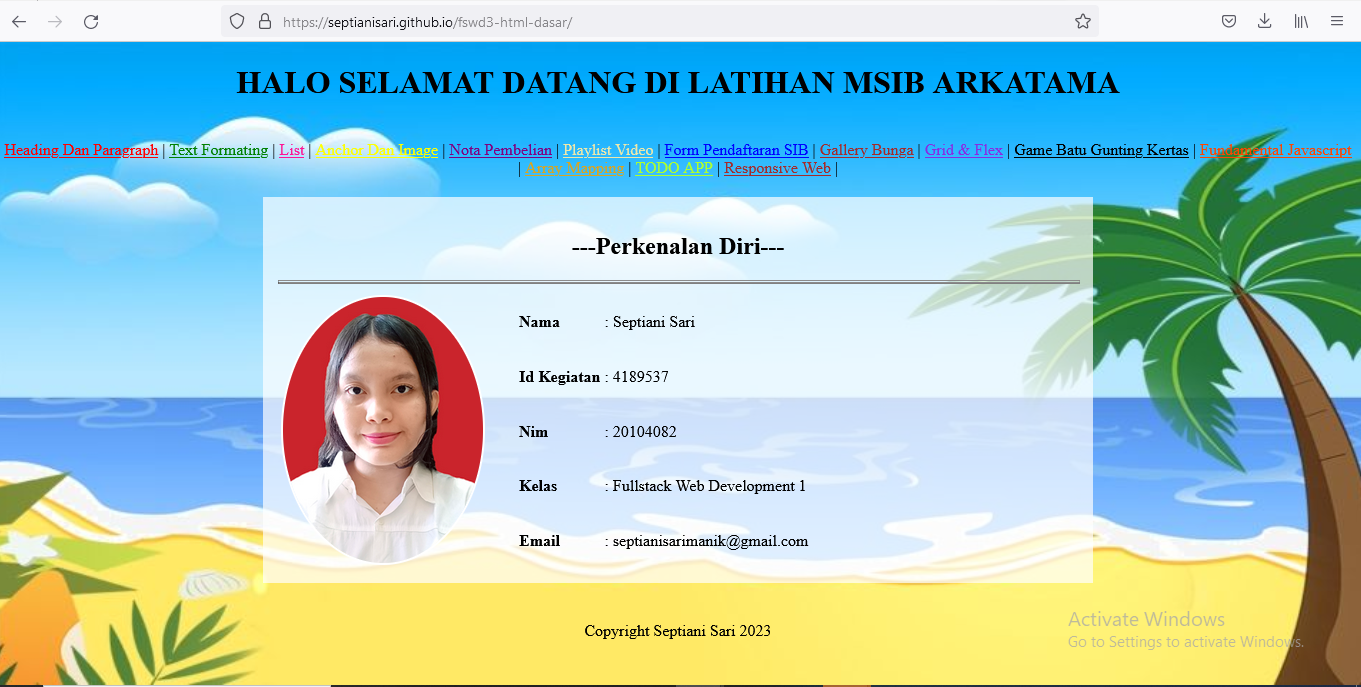 https://septianisari.github.io/fswd3-html-dasar/
HALO SELAMAT DATANG DI LATIHAN MSIB ARKATAMA
Heading Dan Paragraph | Text Formating | List | Anchor Dan Image | Nota Pembelian | Playlist Video | Form Pendaftaran SIB | Gallery Bunga | Grid & Flex | Game Batu Gunting Kertas | Fundamental Javascript
| Array Mapping | TODO APP | Responsive Web |
---Perkenalan Diri---
Nama : Septiani Sari
Id Kegiatan : 4189537
Nim : 20104082
Kelas : Fullstack Web Development 1
Email : septianisarimanik@gmail.com
Copyright Septiani Sari 2023
Activate Windows
Go to Settings to activate Windows.